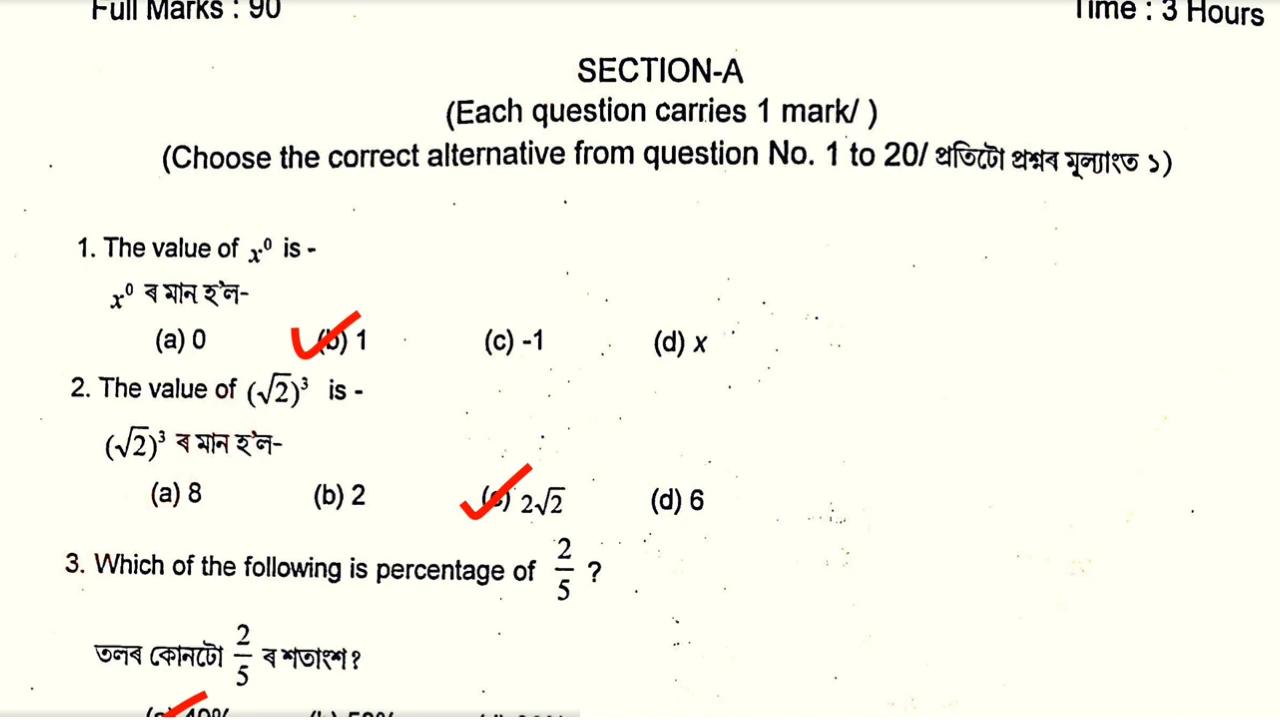 Full Marks : 90 Time : 3 Hours
SECTION-A
(Each question carries 1 mark/ )
(Choose the correct alternative from question No. 1 to 20/ প্ৰতিটো প্ৰশ্নৰ মূল্যাংত ১)
1. The value of x⁰ is -
x⁰ ৰ মান হ'ল-
(a) 0 (b) 1 (c) -1 (d) x
2. The value of (√2)³ is -
(√2)³ ৰ মান হ'ল-
(a) 8 (b) 2 (c) 2√2 (d) 6
3. Which of the following is percentage of 2/5 ?
তলৰ কোনটো 2/5 ৰ শতাংশ?
(a) 40%